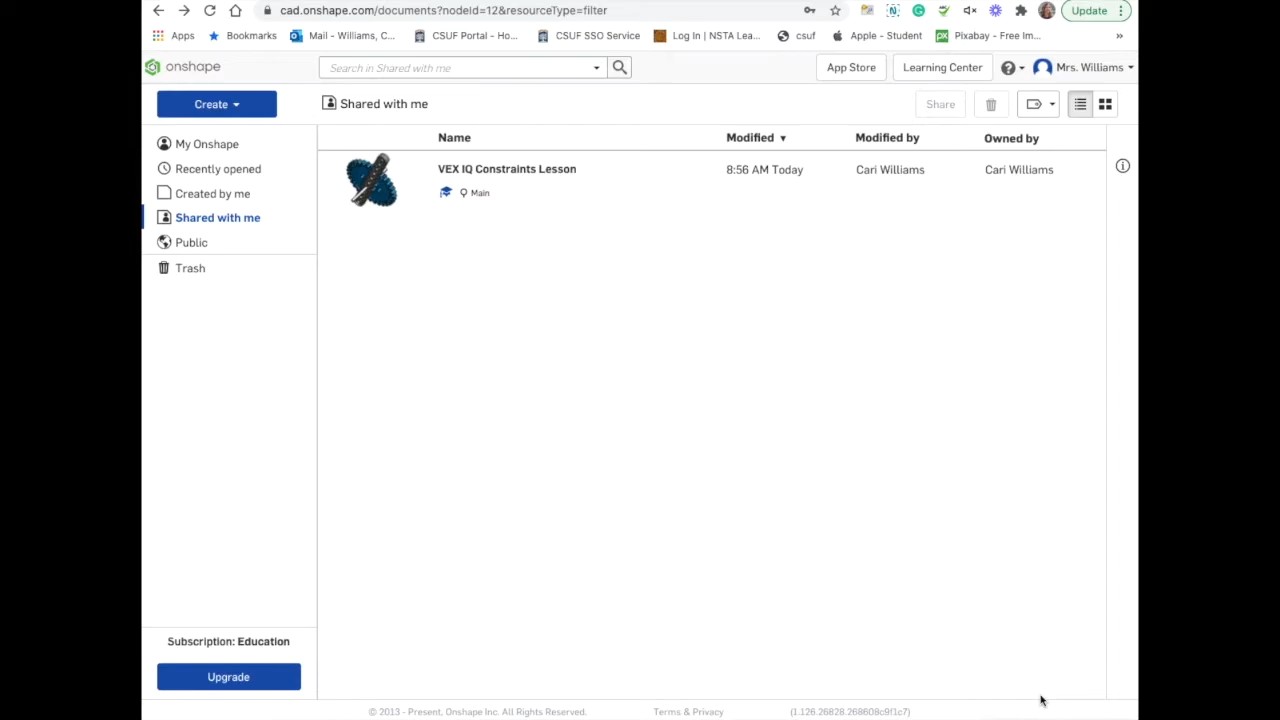 cad.onshape.com/documents?nodeId=12&resourceType=filter
Update
Apps
Bookmarks
Mail - Williams, C...
CSUF Portal - Ho...
CSUF SSO Service
Log In | NSTA Lea...
csuf
Apple - Student
Pixabay - Free Im...
»
onshape
Search in Shared with me
App Store
Learning Center
Mrs. Williams
Create
Shared with me
Share
My Onshape
Recently opened
Created by me
Shared with me
Public
Trash
Name Modified Modified by Owned by
VEX IQ Constraints Lesson 8:56 AM Today Cari Williams Cari Williams
Main
Subscription: Education
Upgrade
© 2013 - Present, Onshape Inc. All Rights Reserved. Terms & Privacy (1.126.26828.268608c9f1c7)